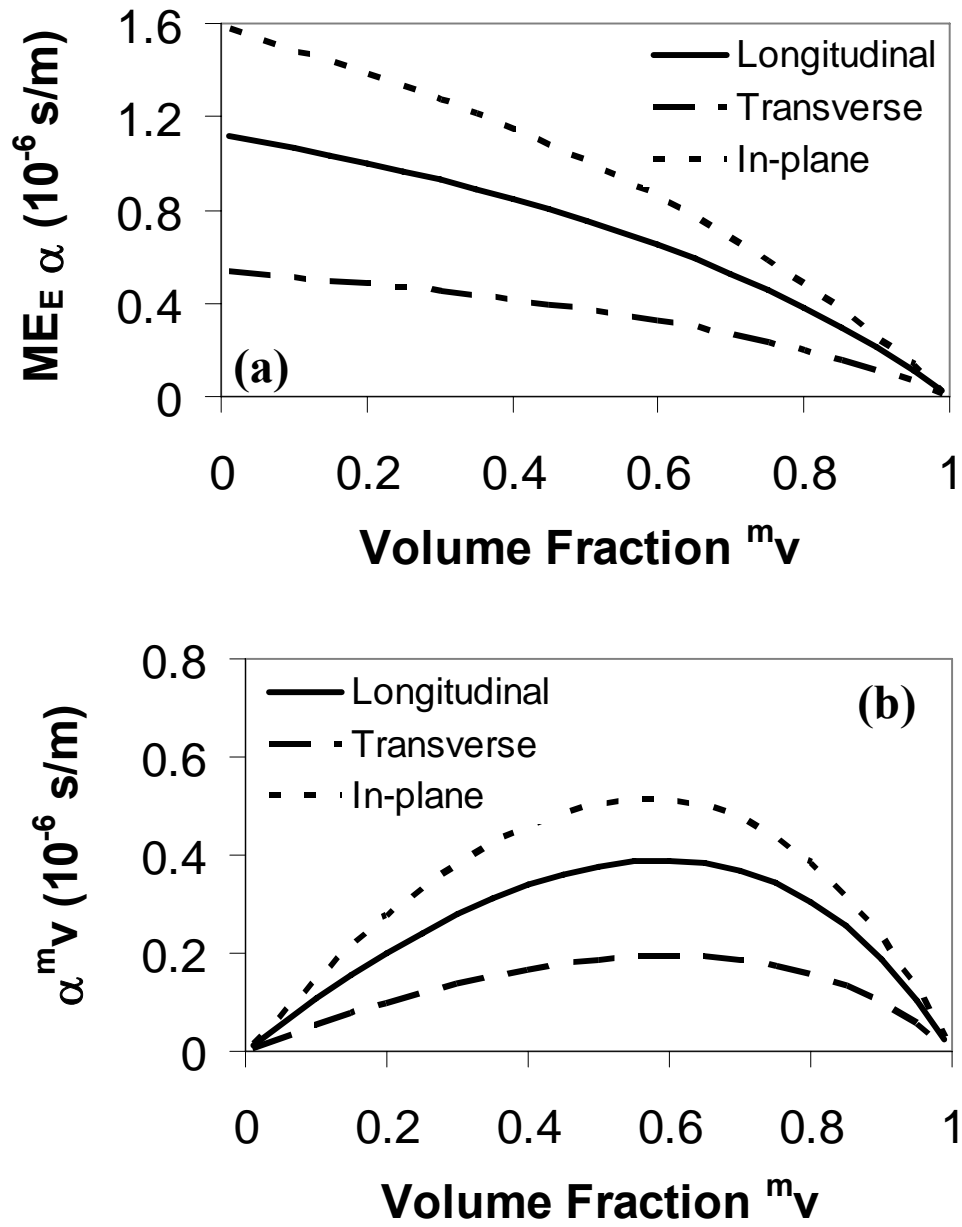 1.6
1.2
0.8
0.4
0
ME_E α (10^-6 s/m)
Longitudinal
Transverse
In-plane
(a)
0 0.2 0.4 0.6 0.8 1
Volume Fraction ^mv
0.8
0.6
0.4
0.2
0
α^mv (10^-6 s/m)
Longitudinal
Transverse
In-plane
(b)
0 0.2 0.4 0.6 0.8 1
Volume Fraction ^mv